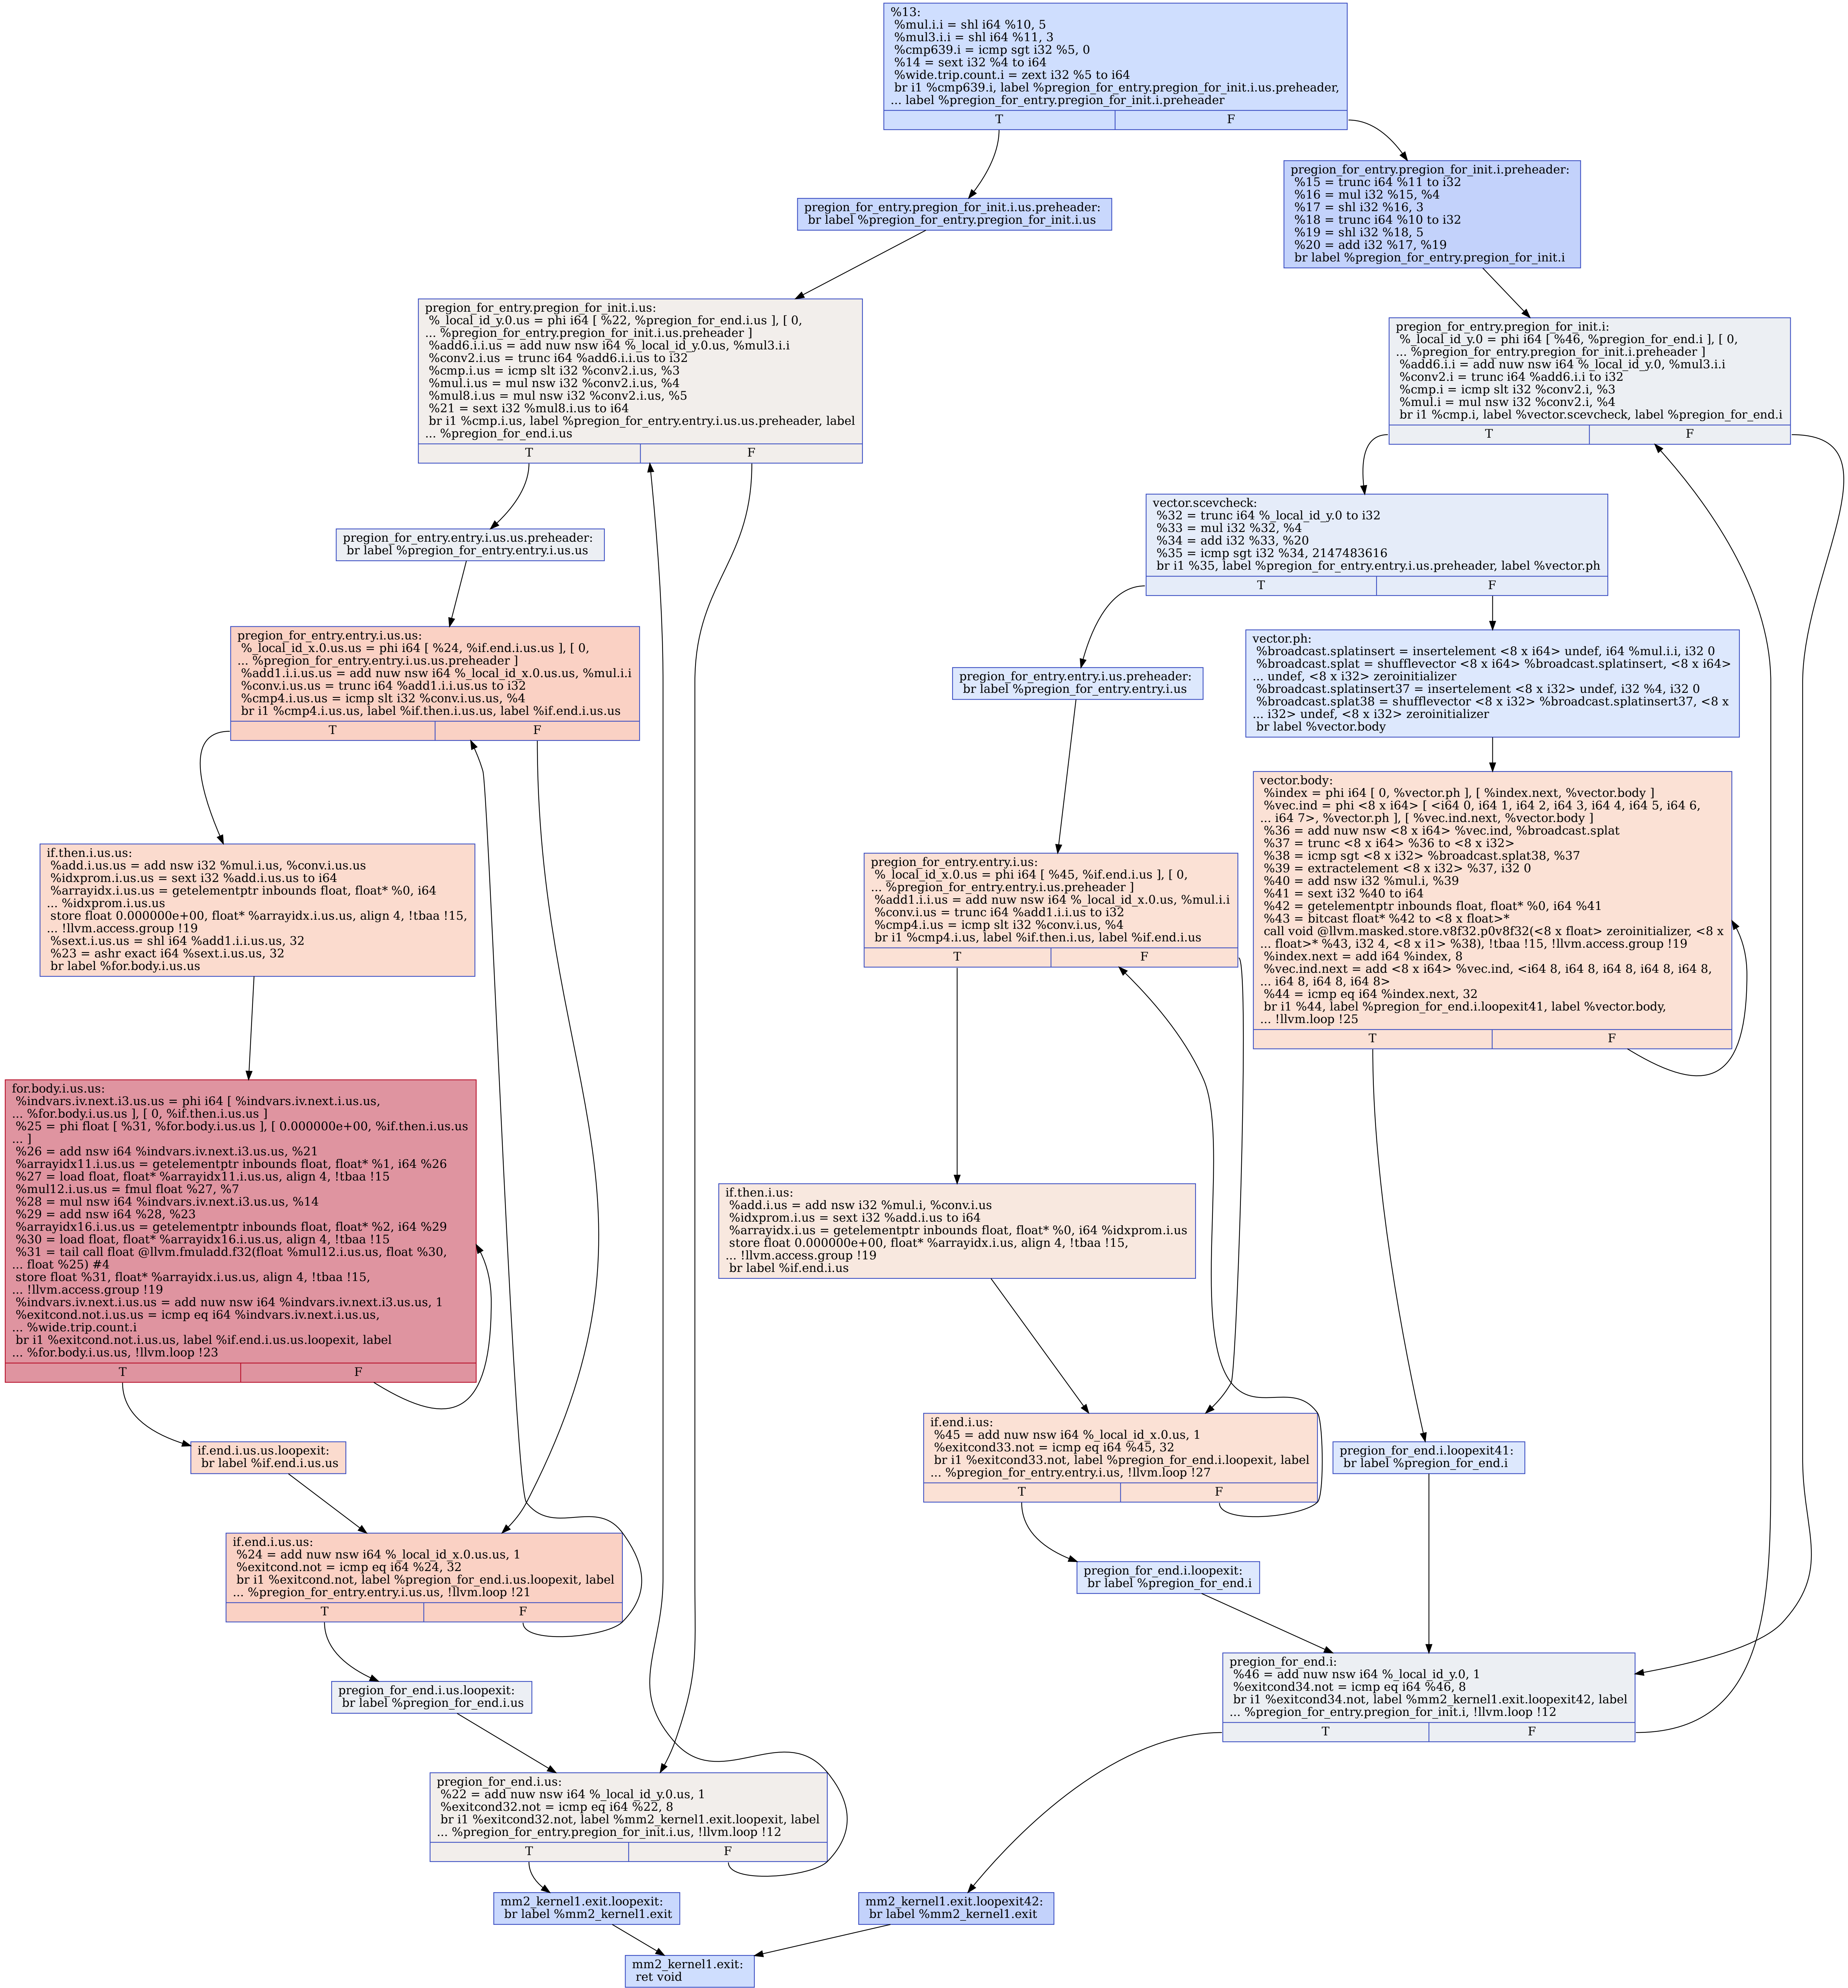 %13:
%mul.i.i = shl i64 %10, 5
%mul3.i.i = shl i64 %11, 3
%cmp639.i = icmp sgt i32 %5, 0
%14 = sext i32 %4 to i64
%wide.trip.count.i = zext i32 %5 to i64
br i1 %cmp639.i, label %pregion_for_entry.pregion_for_init.i.us.preheader,
... label %pregion_for_entry.pregion_for_init.i.preheader
T
F
pregion_for_entry.pregion_for_init.i.us.preheader:
br label %pregion_for_entry.pregion_for_init.i.us
pregion_for_entry.pregion_for_init.i.preheader:
%15 = trunc i64 %11 to i32
%16 = mul i32 %15, %4
%17 = shl i32 %16, 3
%18 = trunc i64 %10 to i32
%19 = shl i32 %18, 5
%20 = add i32 %17, %19
br label %pregion_for_entry.pregion_for_init.i
pregion_for_entry.pregion_for_init.i.us:
%_local_id_y.0.us = phi i64 [ %22, %pregion_for_end.i.us ], [ 0,
... %pregion_for_entry.pregion_for_init.i.us.preheader ]
%add6.i.i.us = add nuw nsw i64 %_local_id_y.0.us, %mul3.i.i
%conv2.i.us = trunc i64 %add6.i.i.us to i32
%cmp.i.us = icmp slt i32 %conv2.i.us, %3
%mul.i.us = mul nsw i32 %conv2.i.us, %4
%mul8.i.us = mul nsw i32 %conv2.i.us, %5
%21 = sext i32 %mul8.i.us to i64
br i1 %cmp.i.us, label %pregion_for_entry.entry.i.us.us.preheader, label
... %pregion_for_end.i.us
T
F
pregion_for_entry.pregion_for_init.i:
%_local_id_y.0 = phi i64 [ %46, %pregion_for_end.i ], [ 0,
... %pregion_for_entry.pregion_for_init.i.preheader ]
%add6.i.i = add nuw nsw i64 %_local_id_y.0, %mul3.i.i
%conv2.i = trunc i64 %add6.i.i to i32
%cmp.i = icmp slt i32 %conv2.i, %3
%mul.i = mul nsw i32 %conv2.i, %4
br i1 %cmp.i, label %vector.scevcheck, label %pregion_for_end.i
T
F
vector.scevcheck:
%32 = trunc i64 %_local_id_y.0 to i32
%33 = mul i32 %32, %4
%34 = add i32 %33, %20
%35 = icmp sgt i32 %34, 2147483616
br i1 %35, label %pregion_for_entry.entry.i.us.preheader, label %vector.ph
T
F
pregion_for_entry.entry.i.us.us.preheader:
br label %pregion_for_entry.entry.i.us.us
pregion_for_entry.entry.i.us.us:
%_local_id_x.0.us.us = phi i64 [ %24, %if.end.i.us.us ], [ 0,
... %pregion_for_entry.entry.i.us.us.preheader ]
%add1.i.i.us.us = add nuw nsw i64 %_local_id_x.0.us.us, %mul.i.i
%conv.i.us.us = trunc i64 %add1.i.i.us.us to i32
%cmp4.i.us.us = icmp slt i32 %conv.i.us.us, %4
br i1 %cmp4.i.us.us, label %if.then.i.us.us, label %if.end.i.us.us
T
F
vector.ph:
%broadcast.splatinsert = insertelement <8 x i64> undef, i64 %mul.i.i, i32 0
%broadcast.splat = shufflevector <8 x i64> %broadcast.splatinsert, <8 x i64>
... undef, <8 x i32> zeroinitializer
%broadcast.splatinsert37 = insertelement <8 x i32> undef, i32 %4, i32 0
%broadcast.splat38 = shufflevector <8 x i32> %broadcast.splatinsert37, <8 x
... i32> undef, <8 x i32> zeroinitializer
br label %vector.body
pregion_for_entry.entry.i.us.preheader:
br label %pregion_for_entry.entry.i.us
vector.body:
%index = phi i64 [ 0, %vector.ph ], [ %index.next, %vector.body ]
%vec.ind = phi <8 x i64> [ <i64 0, i64 1, i64 2, i64 3, i64 4, i64 5, i64 6,
... i64 7>, %vector.ph ], [ %vec.ind.next, %vector.body ]
%36 = add nuw nsw <8 x i64> %vec.ind, %broadcast.splat
%37 = trunc <8 x i64> %36 to <8 x i32>
%38 = icmp sgt <8 x i32> %broadcast.splat38, %37
%39 = extractelement <8 x i32> %37, i32 0
%40 = add nsw i32 %mul.i, %39
%41 = sext i32 %40 to i64
%42 = getelementptr inbounds float, float* %0, i64 %41
%43 = bitcast float* %42 to <8 x float>*
call void @llvm.masked.store.v8f32.p0v8f32(<8 x float> zeroinitializer, <8 x
... float>* %43, i32 4, <8 x i1> %38), !tbaa !15, !llvm.access.group !19
%index.next = add i64 %index, 8
%vec.ind.next = add <8 x i64> %vec.ind, <i64 8, i64 8, i64 8, i64 8, i64 8,
... i64 8, i64 8, i64 8>
%44 = icmp eq i64 %index.next, 32
br i1 %44, label %pregion_for_end.i.loopexit41, label %vector.body,
... !llvm.loop !25
T
F
if.then.i.us.us:
%add.i.us.us = add nsw i32 %mul.i.us, %conv.i.us.us
%idxprom.i.us.us = sext i32 %add.i.us.us to i64
%arrayidx.i.us.us = getelementptr inbounds float, float* %0, i64
... %idxprom.i.us.us
store float 0.000000e+00, float* %arrayidx.i.us.us, align 4, !tbaa !15,
... !llvm.access.group !19
%sext.i.us.us = shl i64 %add1.i.i.us.us, 32
%23 = ashr exact i64 %sext.i.us.us, 32
br label %for.body.i.us.us
pregion_for_entry.entry.i.us:
%_local_id_x.0.us = phi i64 [ %45, %if.end.i.us ], [ 0,
... %pregion_for_entry.entry.i.us.preheader ]
%add1.i.i.us = add nuw nsw i64 %_local_id_x.0.us, %mul.i.i
%conv.i.us = trunc i64 %add1.i.i.us to i32
%cmp4.i.us = icmp slt i32 %conv.i.us, %4
br i1 %cmp4.i.us, label %if.then.i.us, label %if.end.i.us
T
F
for.body.i.us.us:
%indvars.iv.next.i3.us.us = phi i64 [ %indvars.iv.next.i.us.us,
... %for.body.i.us.us ], [ 0, %if.then.i.us.us ]
%25 = phi float [ %31, %for.body.i.us.us ], [ 0.000000e+00, %if.then.i.us.us
... ]
%26 = add nsw i64 %indvars.iv.next.i3.us.us, %21
%arrayidx11.i.us.us = getelementptr inbounds float, float* %1, i64 %26
%27 = load float, float* %arrayidx11.i.us.us, align 4, !tbaa !15
%mul12.i.us.us = fmul float %27, %7
%28 = mul nsw i64 %indvars.iv.next.i3.us.us, %14
%29 = add nsw i64 %28, %23
%arrayidx16.i.us.us = getelementptr inbounds float, float* %2, i64 %29
%30 = load float, float* %arrayidx16.i.us.us, align 4, !tbaa !15
%31 = tail call float @llvm.fmuladd.f32(float %mul12.i.us.us, float %30,
... float %25) #4
store float %31, float* %arrayidx.i.us.us, align 4, !tbaa !15,
... !llvm.access.group !19
%indvars.iv.next.i.us.us = add nuw nsw i64 %indvars.iv.next.i3.us.us, 1
%exitcond.not.i.us.us = icmp eq i64 %indvars.iv.next.i.us.us,
... %wide.trip.count.i
br i1 %exitcond.not.i.us.us, label %if.end.i.us.us.loopexit, label
... %for.body.i.us.us, !llvm.loop !23
T
F
if.then.i.us:
%add.i.us = add nsw i32 %mul.i, %conv.i.us
%idxprom.i.us = sext i32 %add.i.us to i64
%arrayidx.i.us = getelementptr inbounds float, float* %0, i64 %idxprom.i.us
store float 0.000000e+00, float* %arrayidx.i.us, align 4, !tbaa !15,
... !llvm.access.group !19
br label %if.end.i.us
if.end.i.us.us.loopexit:
br label %if.end.i.us.us
if.end.i.us:
%45 = add nuw nsw i64 %_local_id_x.0.us, 1
%exitcond33.not = icmp eq i64 %45, 32
br i1 %exitcond33.not, label %pregion_for_end.i.loopexit, label
... %pregion_for_entry.entry.i.us, !llvm.loop !27
T
F
pregion_for_end.i.loopexit41:
br label %pregion_for_end.i
if.end.i.us.us:
%24 = add nuw nsw i64 %_local_id_x.0.us.us, 1
%exitcond.not = icmp eq i64 %24, 32
br i1 %exitcond.not, label %pregion_for_end.i.us.loopexit, label
... %pregion_for_entry.entry.i.us.us, !llvm.loop !21
T
F
pregion_for_end.i.loopexit:
br label %pregion_for_end.i
pregion_for_end.i.us.loopexit:
br label %pregion_for_end.i.us
pregion_for_end.i:
%46 = add nuw nsw i64 %_local_id_y.0, 1
%exitcond34.not = icmp eq i64 %46, 8
br i1 %exitcond34.not, label %mm2_kernel1.exit.loopexit42, label
... %pregion_for_entry.pregion_for_init.i, !llvm.loop !12
T
F
pregion_for_end.i.us:
%22 = add nuw nsw i64 %_local_id_y.0.us, 1
%exitcond32.not = icmp eq i64 %22, 8
br i1 %exitcond32.not, label %mm2_kernel1.exit.loopexit, label
... %pregion_for_entry.pregion_for_init.i.us, !llvm.loop !12
T
F
mm2_kernel1.exit.loopexit:
br label %mm2_kernel1.exit
mm2_kernel1.exit.loopexit42:
br label %mm2_kernel1.exit
mm2_kernel1.exit:
ret void